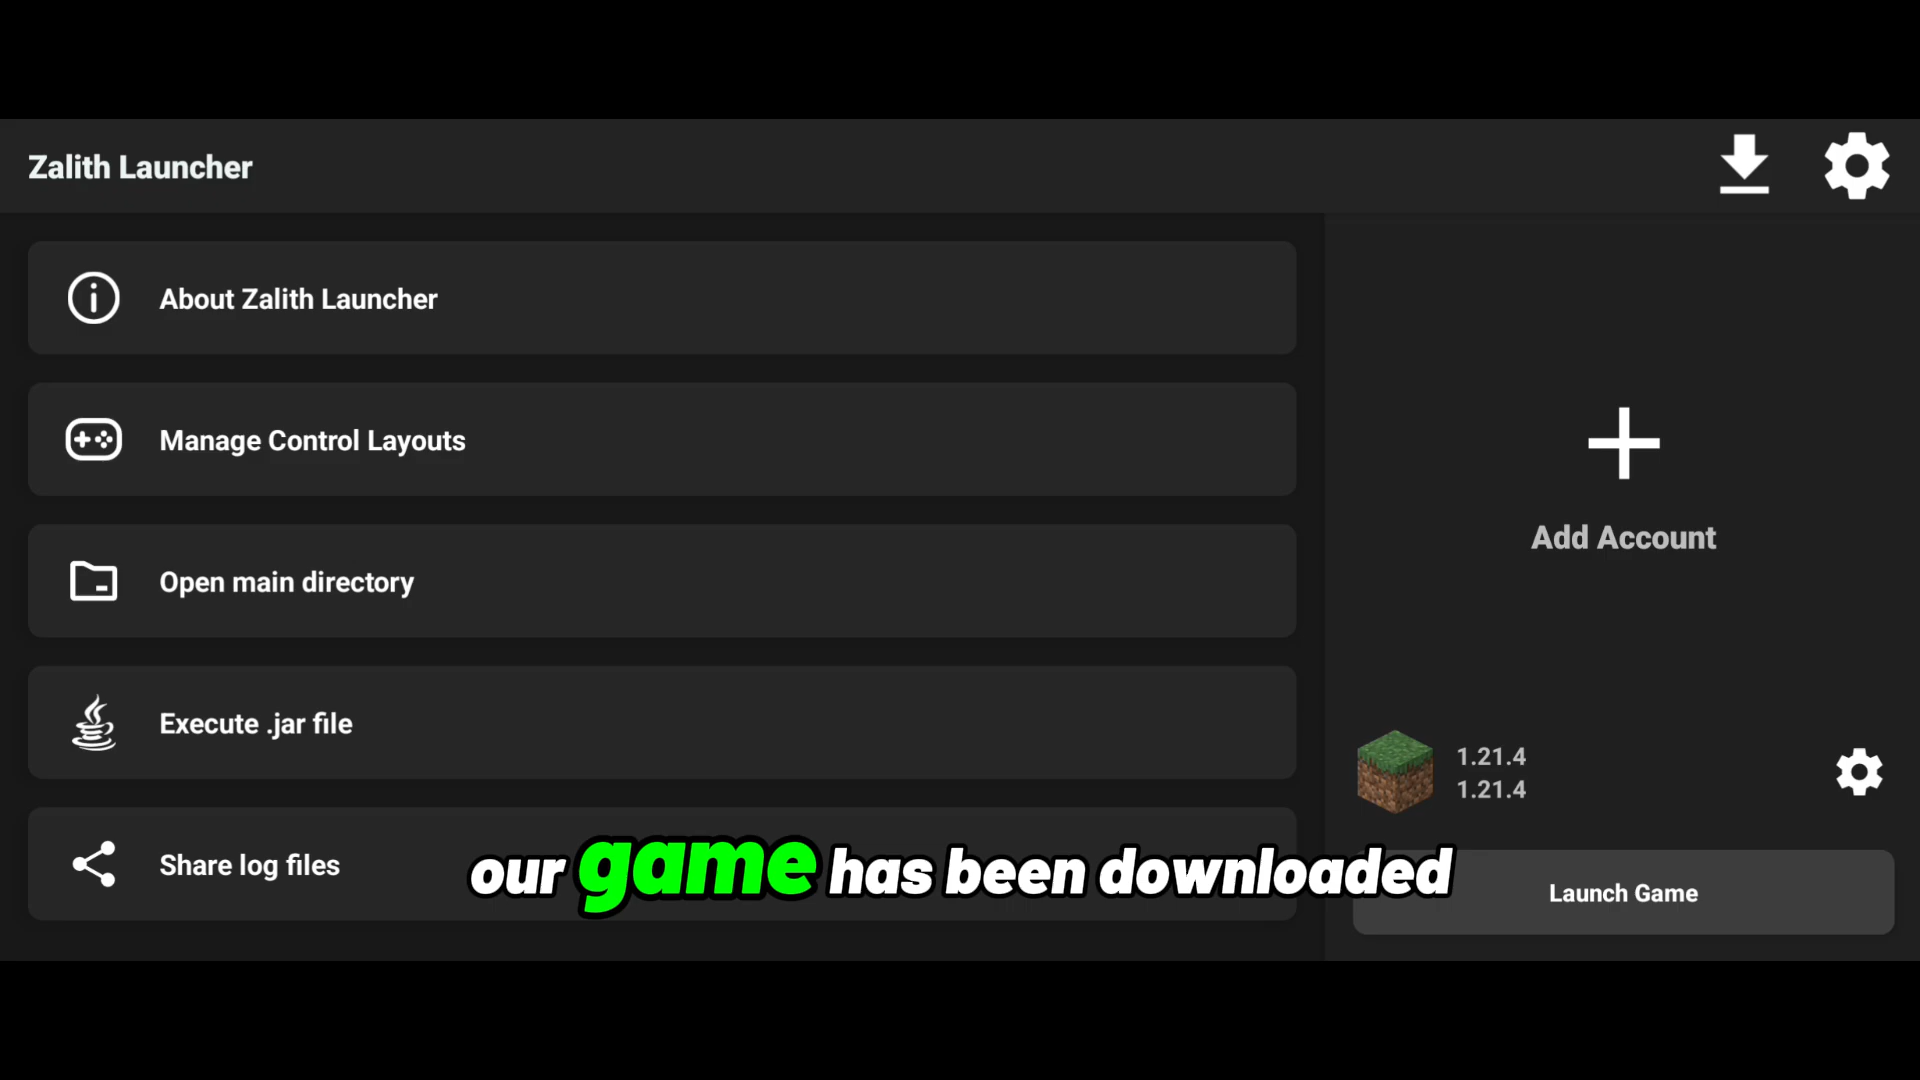 Zalith Launcher
About Zalith Launcher
Manage Control Layouts
Open main directory
Execute .jar file
Share log files
Add Account
1.21.4
1.21.4
Launch Game
our game has been downloaded